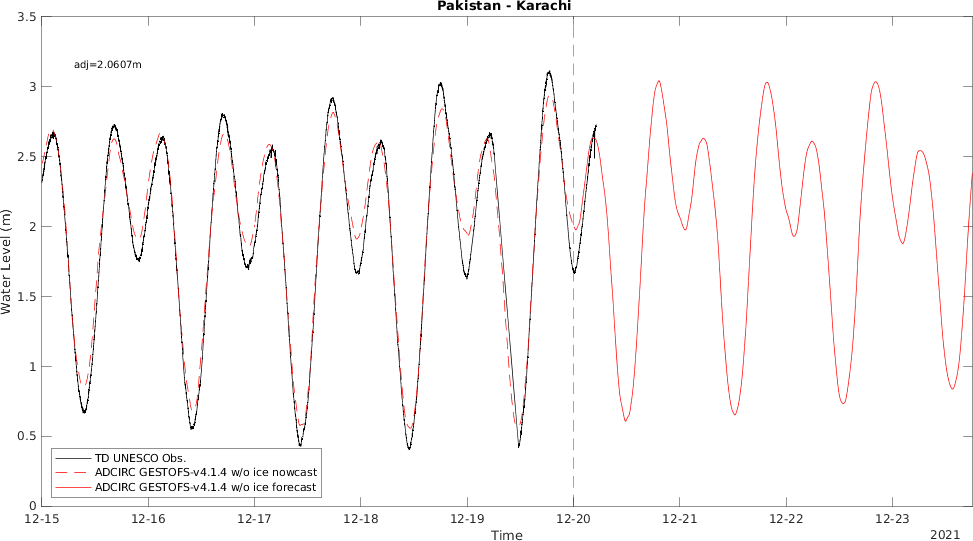 Pakistan - Karachi
adj=2.0607m
3.5
3
2.5
2
1.5
1
0.5
0
Water Level (m)
TD UNESCO Obs.
ADCIRC GESTOFS-v4.1.4 w/o ice nowcast
ADCIRC GESTOFS-v4.1.4 w/o ice forecast
12-15 12-16 12-17 12-18 12-19 12-20 12-21 12-22 12-23
Time
2021